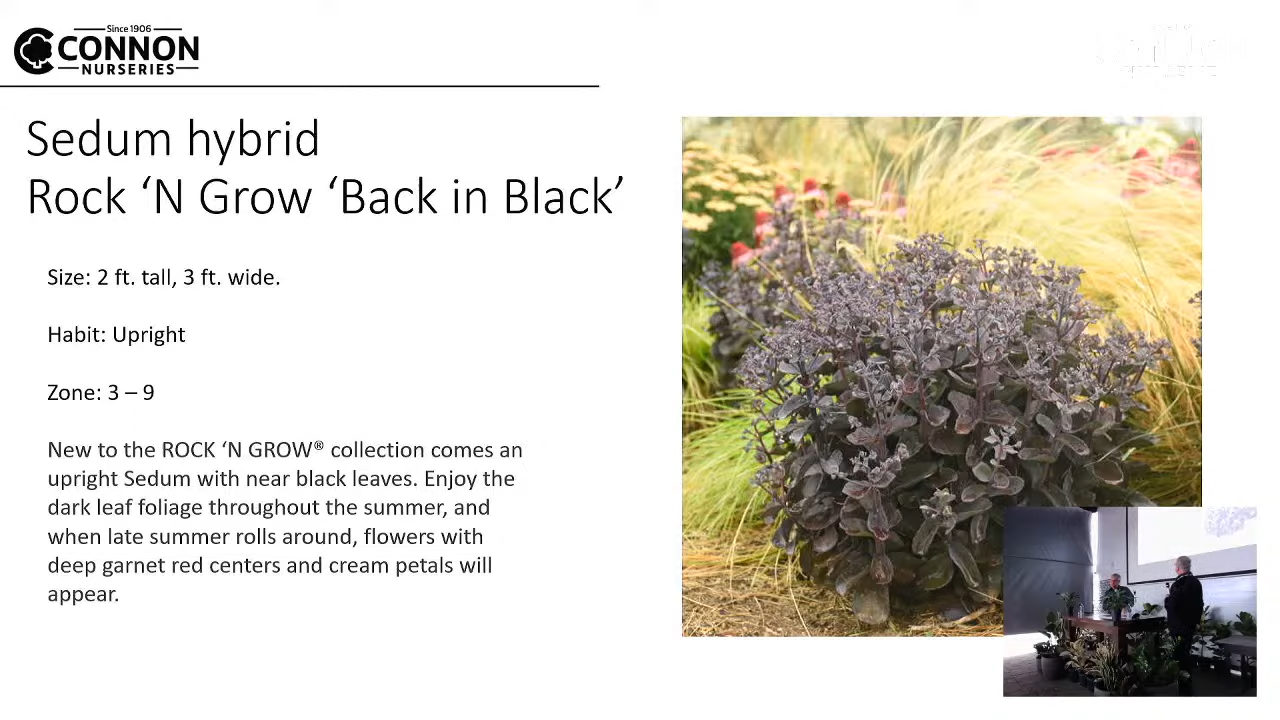 Since 1906
CONNON
NURSERIES
Sedum hybrid
Rock ‘N Grow ‘Back in Black’
Size: 2 ft. tall, 3 ft. wide.
Habit: Upright
Zone: 3 – 9
New to the ROCK ‘N GROW® collection comes an
upright Sedum with near black leaves. Enjoy the
dark leaf foliage throughout the summer, and
when late summer rolls around, flowers with
deep garnet red centers and cream petals will
appear.